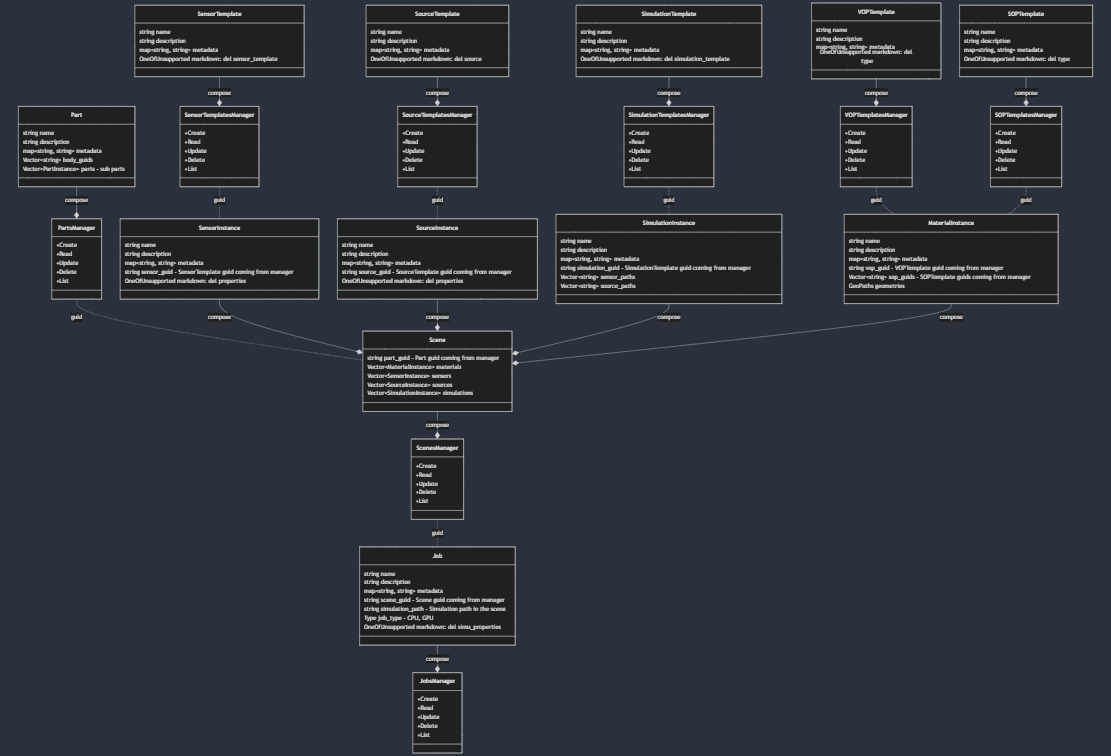 SensorTemplate
string name
string description
map<string, string> metadata
OneOfUnsupported markdown: del sensor_template
SourceTemplate
string name
string description
map<string, string> metadata
OneOfUnsupported markdown: del source
SimulationTemplate
string name
string description
map<string, string> metadata
OneOfUnsupported markdown: del simulation_template
VOPTemplate
string name
string description
map<string, string> metadata
OneOfUnsupported markdown: del
type
SOPTemplate
string name
string description
map<string, string> metadata
OneOfUnsupported markdown: del type
compose
compose
compose
compose
compose
Part
string name
string description
map<string, string> metadata
Vector<string> body_guids
Vector<PartInstance> parts - sub parts
SensorTemplatesManager
+Create
+Read
+Update
+Delete
+List
SourceTemplatesManager
+Create
+Read
+Update
+Delete
+List
SimulationTemplatesManager
+Create
+Read
+Update
+Delete
+List
VOPTemplatesManager
+Create
+Read
+Update
+Delete
+List
SOPTemplatesManager
+Create
+Read
+Update
+Delete
+List
compose
guid
guid
guid
guid
guid
PartsManager
+Create
+Read
+Update
+Delete
+List
SensorInstance
string name
string description
map<string, string> metadata
string sensor_guid - SensorTemplate guid coming from manager
OneOfUnsupported markdown: del properties
SourceInstance
string name
string description
map<string, string> metadata
string source_guid - SourceTemplate guid coming from manager
OneOfUnsupported markdown: del properties
SimulationInstance
string name
string description
map<string, string> metadata
string simulation_guid - SimulationTemplate guid coming from manager
Vector<string> sensor_paths
Vector<string> source_paths
MaterialInstance
string name
string description
map<string, string> metadata
string vop_guid - VOPTemplate guid coming from manager
Vector<string> sop_guids - SOPTemplate guids coming from manager
GeoPaths geometries
guid
compose
compose
compose
compose
Scene
string part_guid - Part guid coming from manager
Vector<MaterialInstance> materials
Vector<SensorInstance> sensors
Vector<SourceInstance> sources
Vector<SimulationInstance> simulations
compose
ScenesManager
+Create
+Read
+Update
+Delete
+List
guid
Job
string name
string description
map<string, string> metadata
string scene_guid - Scene guid coming from manager
string simulation_path - Simulation path in the scene
Type job_type - CPU, GPU
OneOfUnsupported markdown: del simu_properties
compose
JobsManager
+Create
+Read
+Update
+Delete
+List